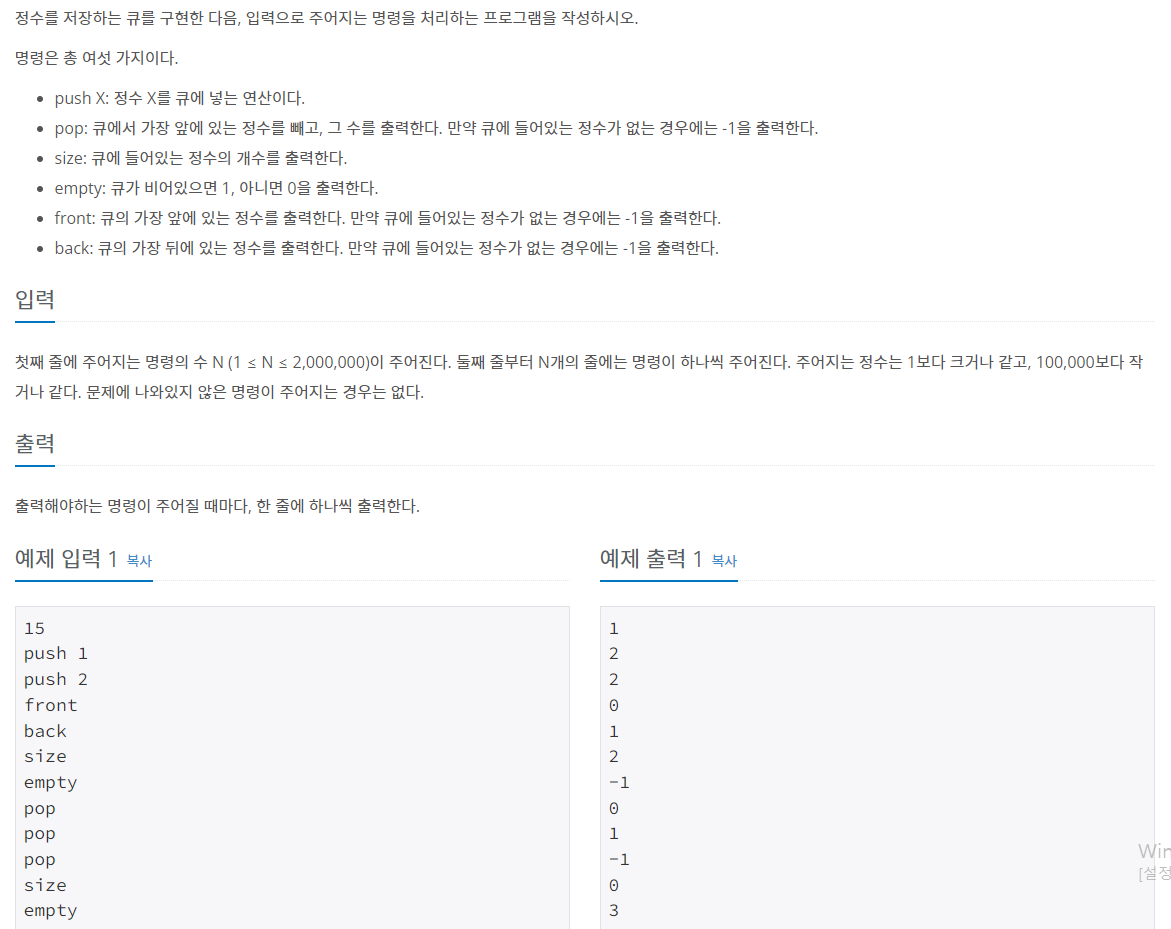 정수를 저장하는 큐를 구현한 다음, 입력으로 주어지는 명령을 처리하는 프로그램을 작성하시오.
명령은 총 여섯 가지이다.
push X: 정수 X를 큐에 넣는 연산이다.
pop: 큐에서 가장 앞에 있는 정수를 빼고, 그 수를 출력한다. 만약 큐에 들어있는 정수가 없는 경우에는 -1을 출력한다.
size: 큐에 들어있는 정수의 개수를 출력한다.
empty: 큐가 비어있으면 1, 아니면 0을 출력한다.
front: 큐의 가장 앞에 있는 정수를 출력한다. 만약 큐에 들어있는 정수가 없는 경우에는 -1을 출력한다.
back: 큐의 가장 뒤에 있는 정수를 출력한다. 만약 큐에 들어있는 정수가 없는 경우에는 -1을 출력한다.
입력
첫째 줄에 주어지는 명령의 수 N (1 ≤ N ≤ 2,000,000)이 주어진다. 둘째 줄부터 N개의 줄에는 명령이 하나씩 주어진다. 주어지는 정수는 1보다 크거나 같고, 100,000보다 작
거나 같다. 문제에 나와있지 않은 명령이 주어지는 경우는 없다.
출력
출력해야하는 명령이 주어질 때마다, 한 줄에 하나씩 출력한다.
예제 입력 1 복사
15
push 1
push 2
front
back
size
empty
pop
pop
pop
size
empty
예제 출력 1 복사
1
2
2
0
1
2
-1
0
1
-1
0
3
Win
[설정